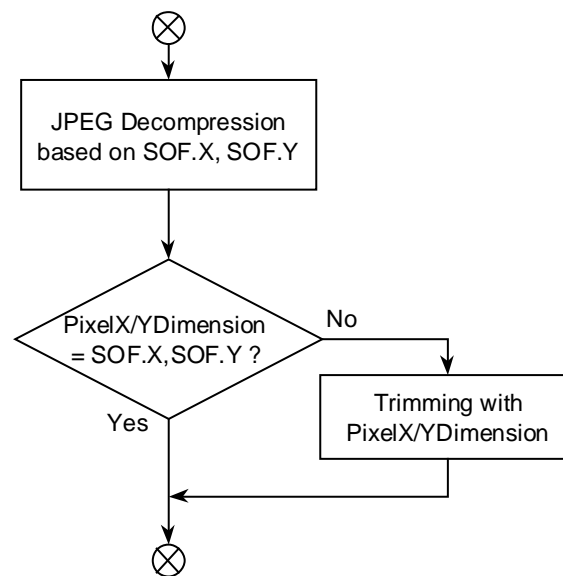 JPEG Decompression
based on SOF.X, SOF.Y
PixelX/YDimension
= SOF.X,SOF.Y ?
No
Trimming with
PixelX/YDimension
Yes